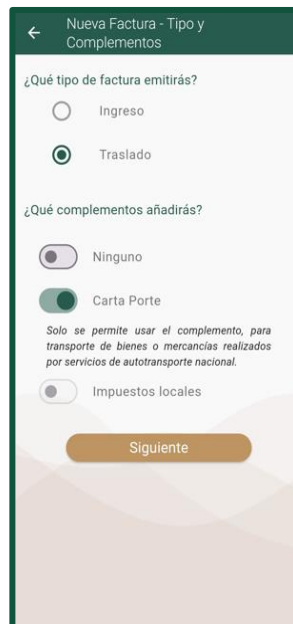 Nueva Factura - Tipo y
Complementos
¿Qué tipo de factura emitirás?
Ingreso
Traslado
¿Qué complementos añadirás?
Ninguno
Carta Porte
Solo se permite usar el complemento, para
transporte de bienes o mercancías realizados
por servicios de autotransporte nacional.
Impuestos locales
Siguiente